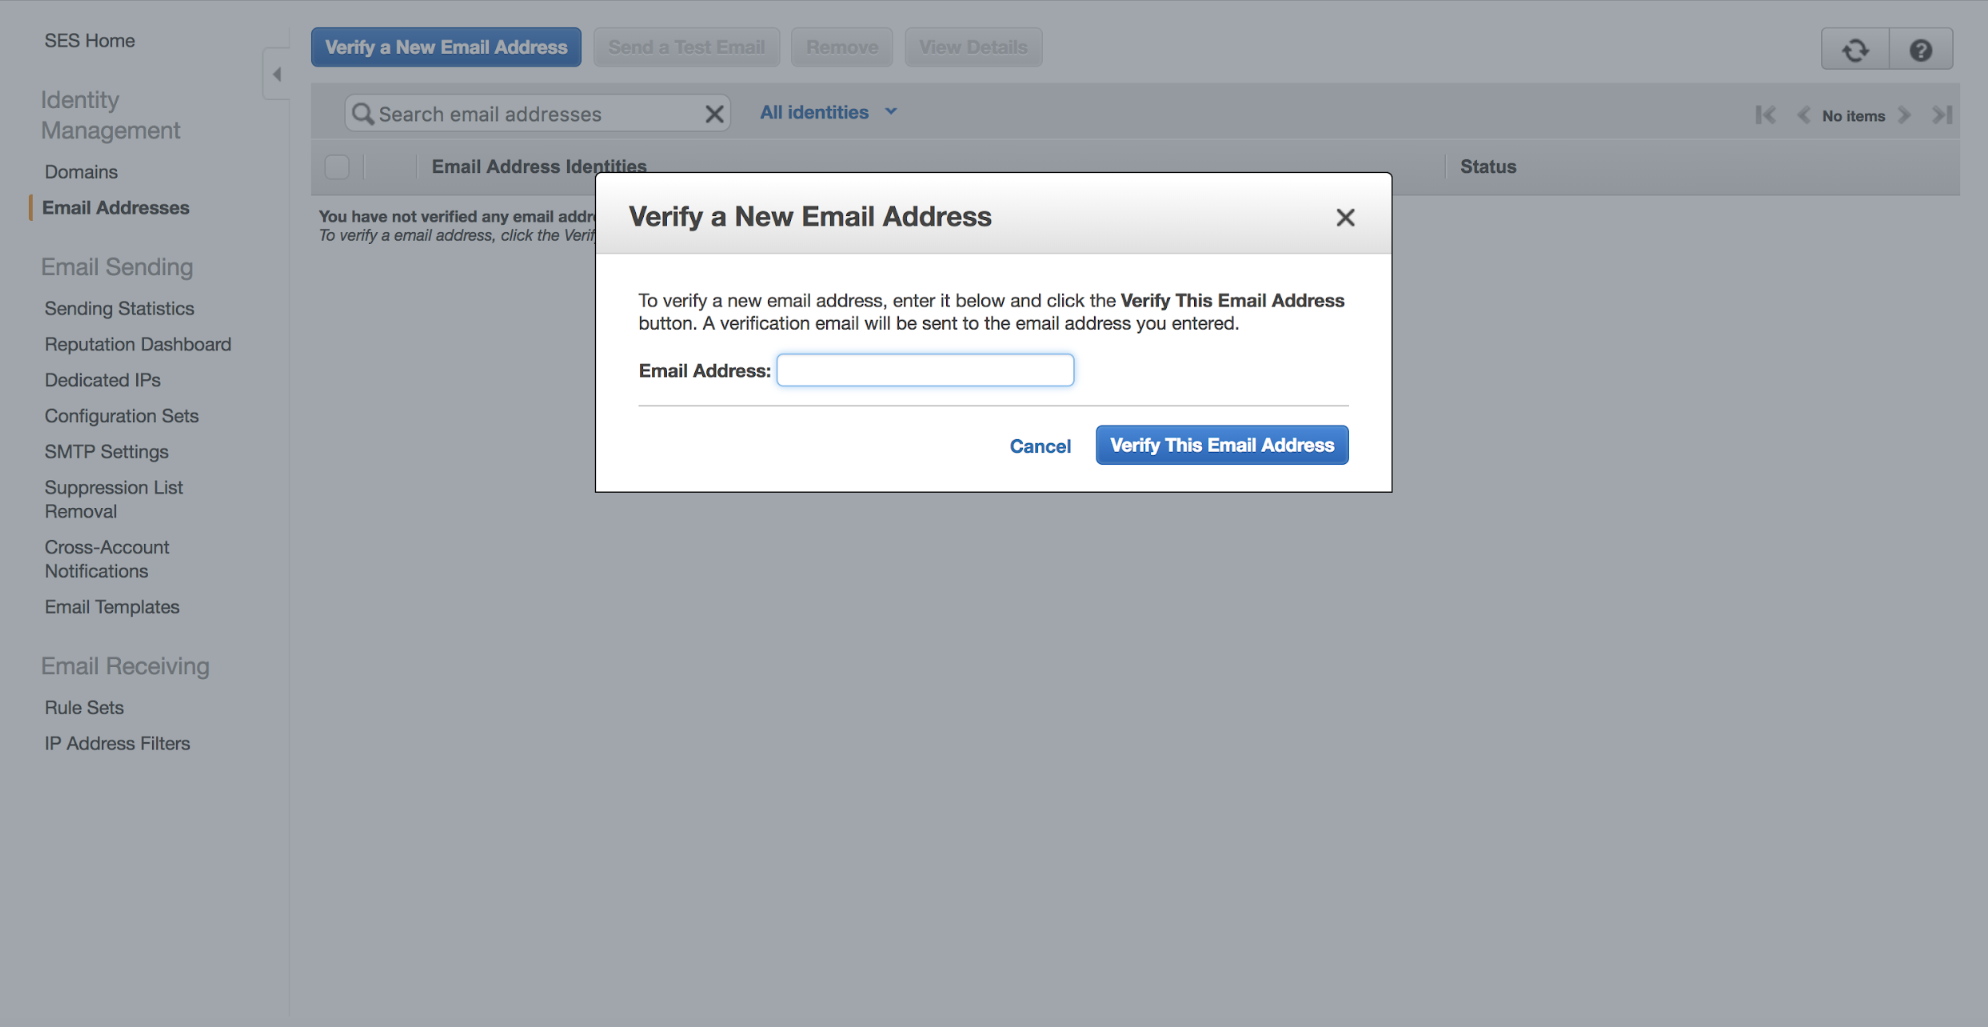 SES Home
Identity
Management
Domains
Email Addresses
Email Sending
Sending Statistics
Reputation Dashboard
Dedicated IPs
Configuration Sets
SMTP Settings
Suppression List
Removal
Cross-Account
Notifications
Email Templates
Email Receiving
Rule Sets
IP Address Filters
Verify a New Email Address Send a Test Email Remove View Details
Search email addresses All identities No items
Email Address Identities Status
You have not verified any email addr
To verify a email address, click the Verif
Verify a New Email Address
To verify a new email address, enter it below and click the Verify This Email Address
button. A verification email will be sent to the email address you entered.
Email Address:
Cancel Verify This Email Address